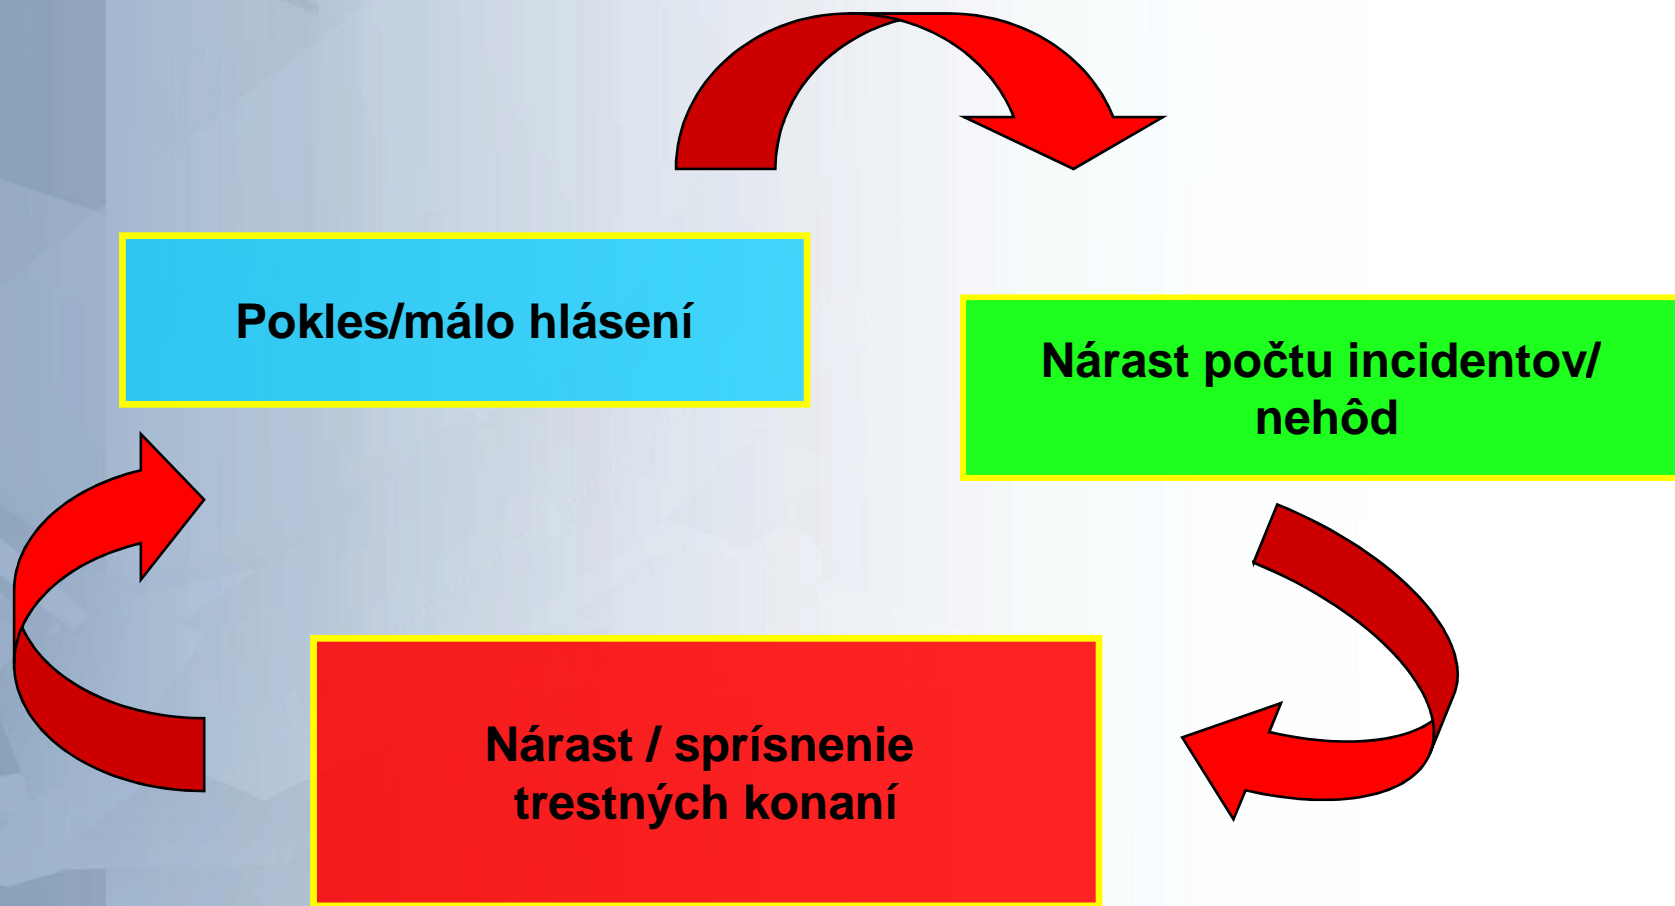 Pokles/málo hlásení
Nárast počtu incidentov/
nehôd
Nárast / sprísnenie
trestných konaní